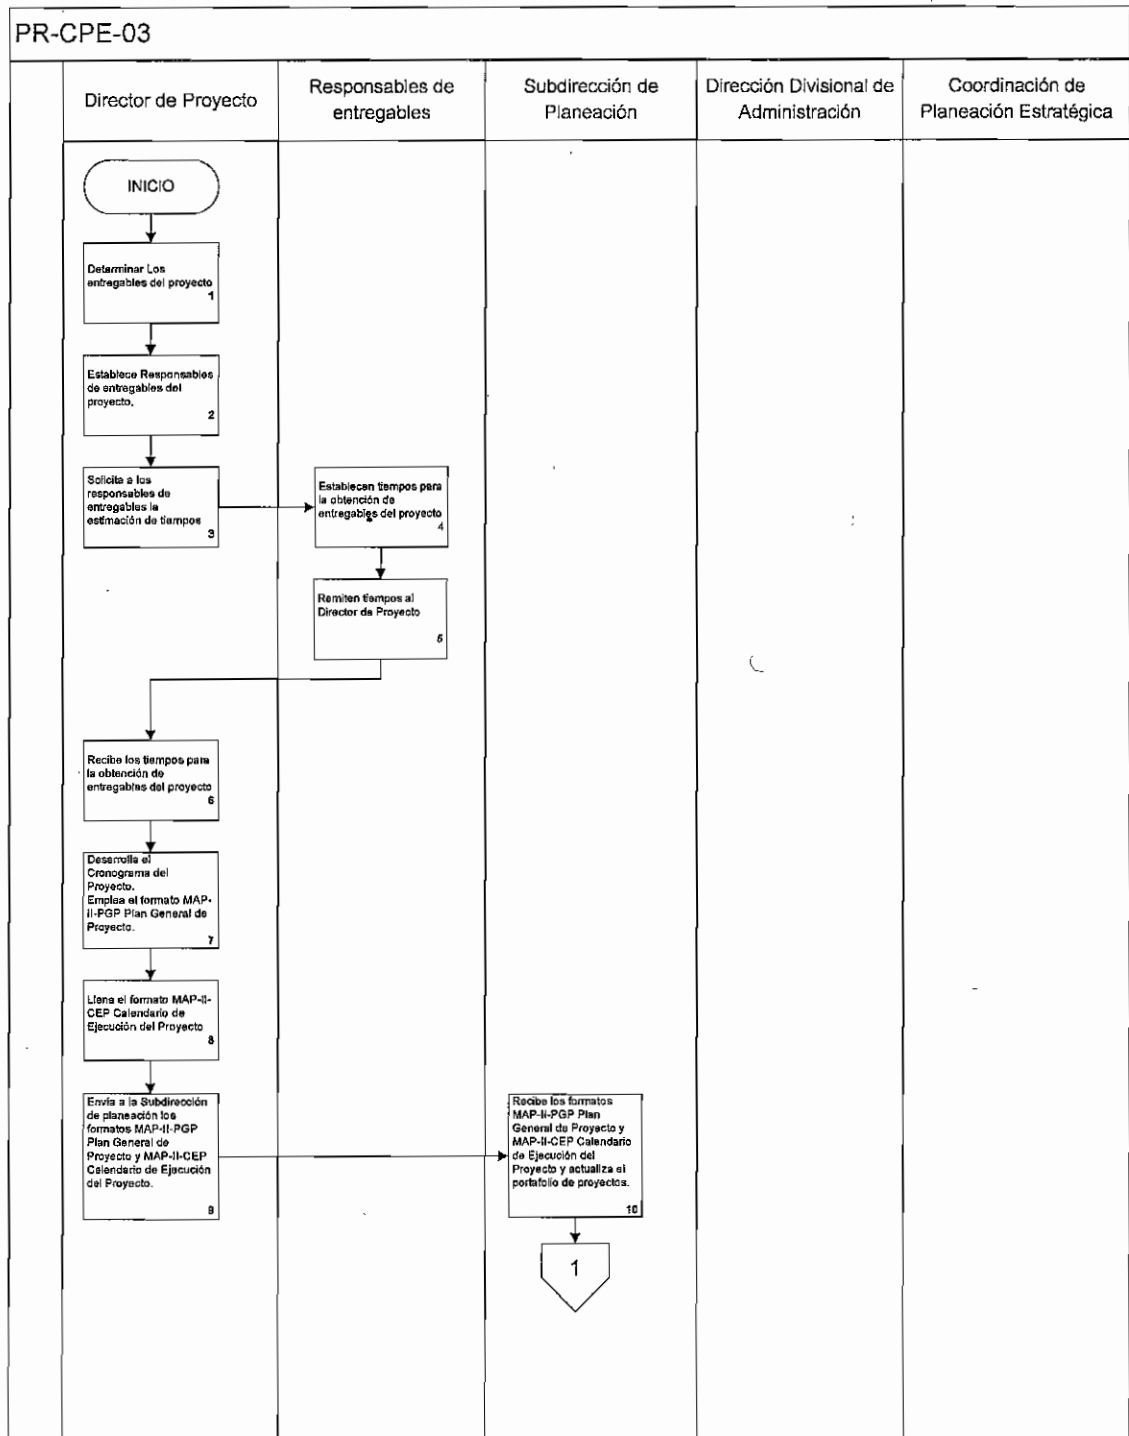 PR-CPE-03
Director de Proyecto
Responsables de
entregables
Subdirección de
Planeación
Dirección Divisional de
Administración
Coordinación de
Planeación Estratégica
INICIO
Determinar Los
entregables del proyecto
1
Establece Responsables
de entregables del
proyecto.
2
Solicita a los
responsables de
entregables la
estimación de tiempos
3
Establecen tiempos para
la obtención de
entregables del proyecto
4
Remiten tiempos al
Director de Proyecto
5
Recibe los tiempos para
la obtención de
entregables del proyecto
6
Desarrolla el
Cronograma del
Proyecto.
Emplea el formato MAP-
II-PGP Plan General de
Proyecto.
7
Llena el formato MAP-II-
CEP Calendario de
Ejecución del Proyecto
8
Envía a la Subdirección
de planeación los
formatos MAP-II-PGP
Plan General de
Proyecto y MAP-II-CEP
Calendario de Ejecución
del Proyecto.
9
Recibe los formatos
MAP-II-PGP Plan
General de Proyecto y
MAP-II-CEP Calendario
de Ejecución del
Proyecto y actualiza el
portafolio de proyectos.
10
1